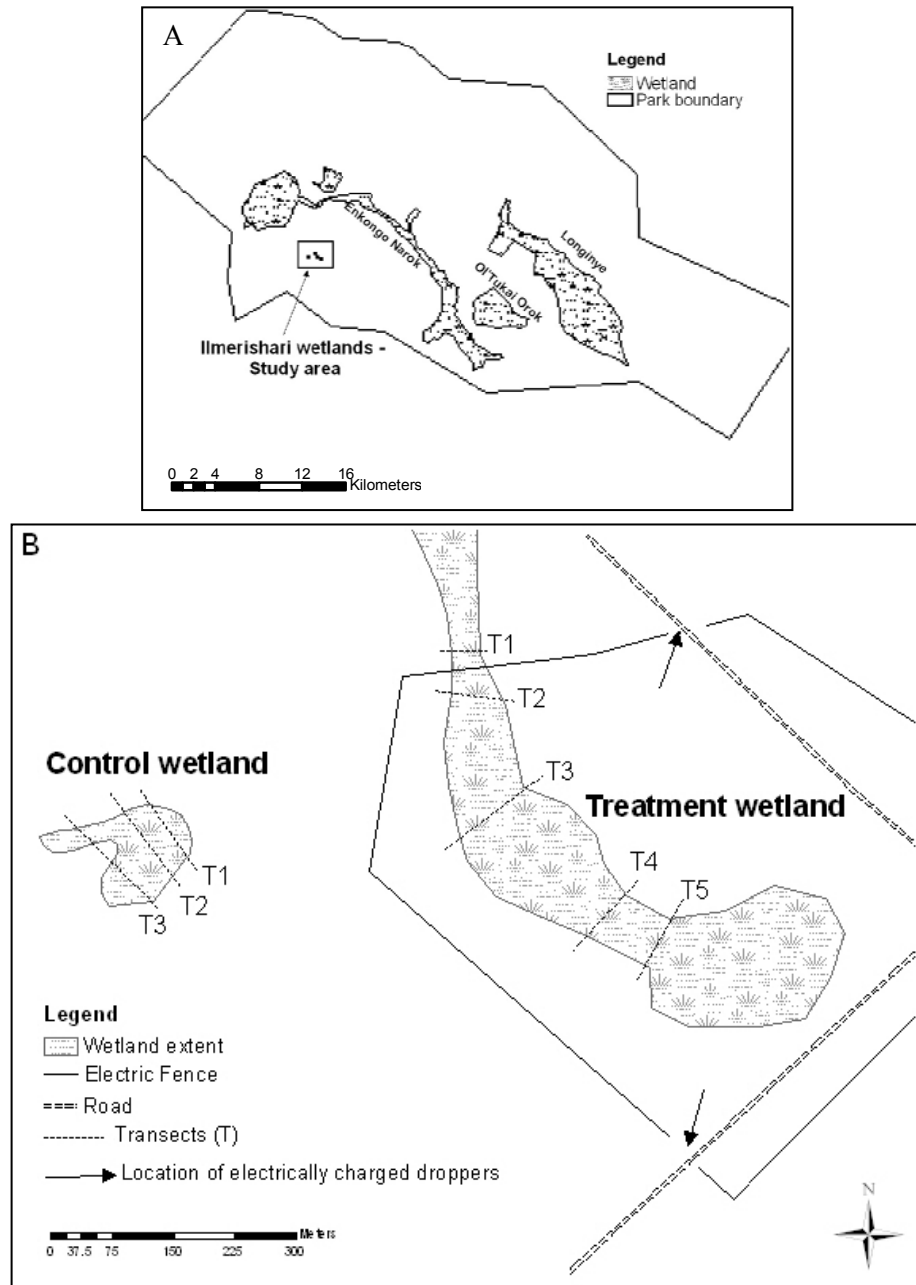 A
Legend
Wetland
Park boundary
Enkongo Narok
Longinye
Ol'Tukai Orok
Ilmerishari wetlands -
Study area
0 2 4 8 12 16
Kilometers
B
T1
T2
Control wetland
T3
Treatment wetland
T4
T1
T5
T2
T3
Legend
Wetland extent
Electric Fence
Road
Transects (T)
Location of electrically charged droppers
N
Meters
0 37.5 75 150 225 300